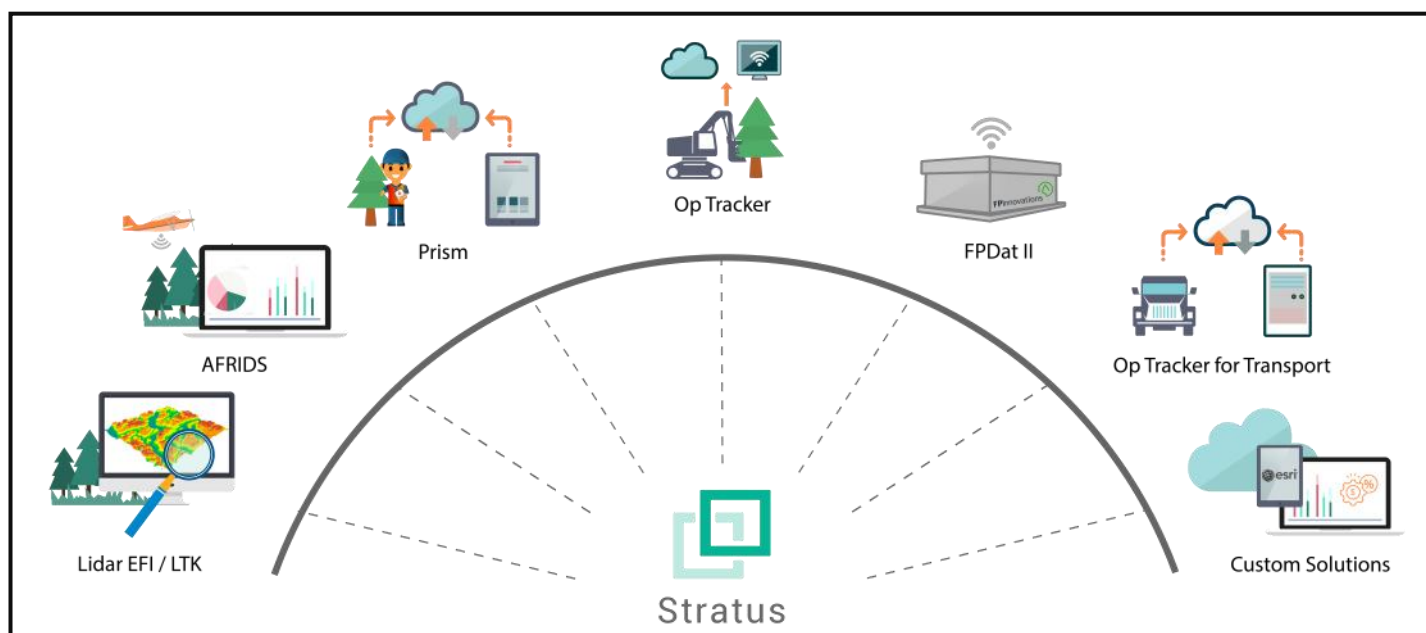 Op Tracker
Prism
FPInnovations
FPDat II
AFRIDS
Op Tracker for Transport
esri
$
%
Lidar EFI / LTK
Custom Solutions
Stratus